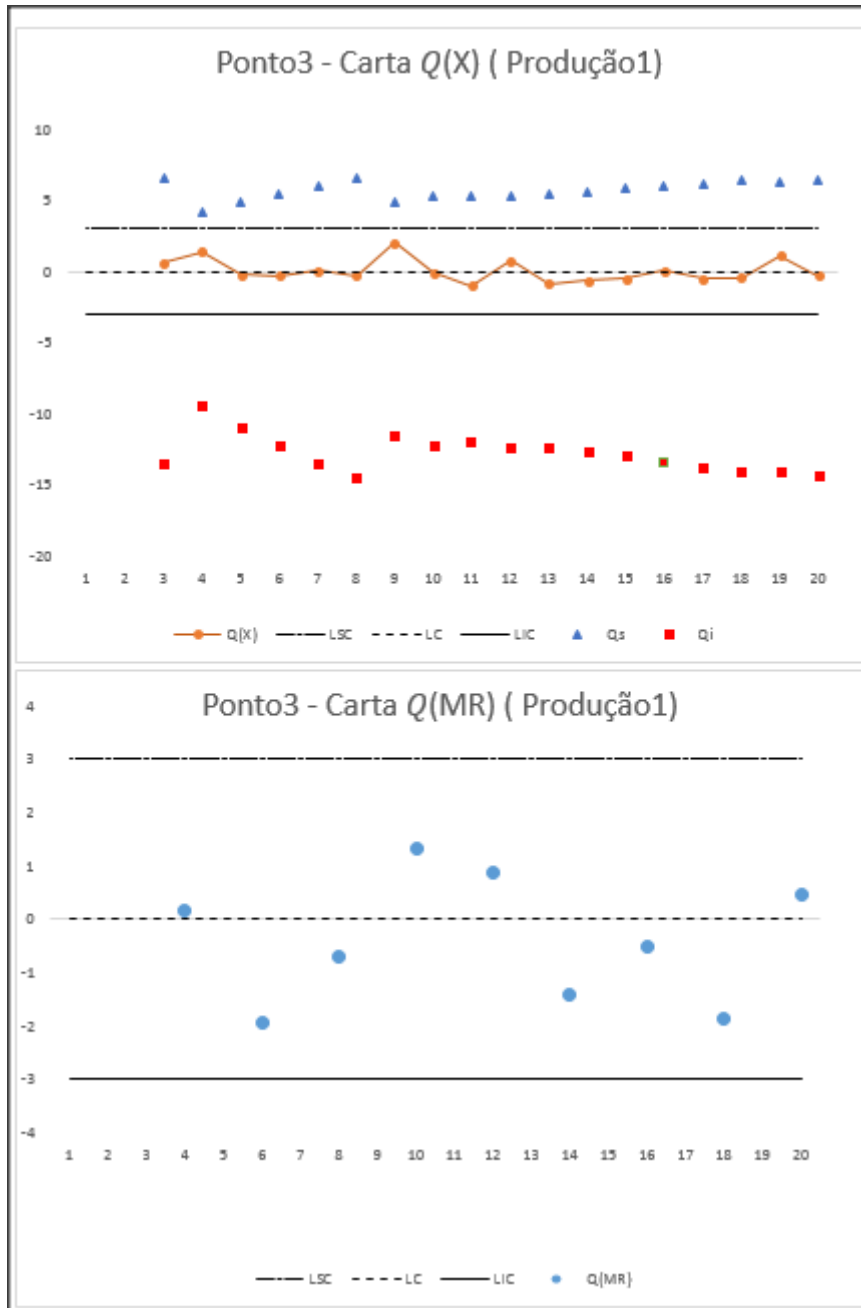 Ponto3 - Carta Q(X) ( Produção1)
10
5
0
-5
-10
-15
-20
1 2 3 4 5 6 7 8 9 10 11 12 13 14 15 16 17 18 19 20
Q(X) LSC LC LIC Qs Qi
Ponto3 - Carta Q(MR) ( Produção1)
4
3
2
1
0
-1
-2
-3
-4
1 2 3 4 5 6 7 8 9 10 11 12 13 14 15 16 17 18 19 20
LSC LC LIC Q(MR)